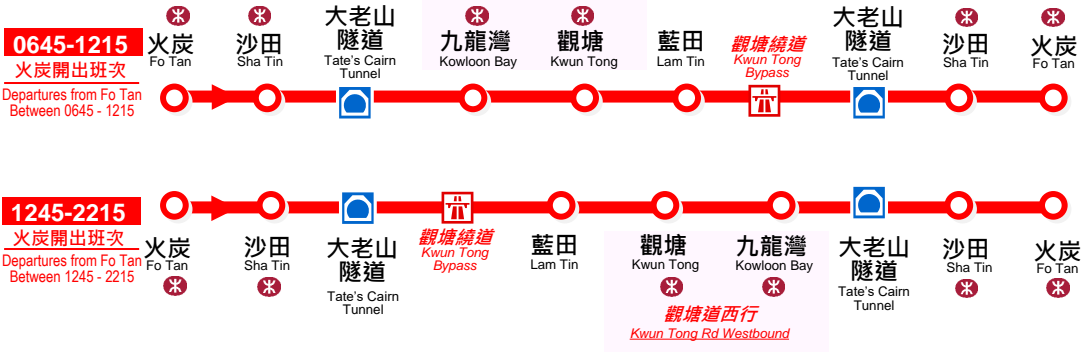 0645-1215
火炭開出班次
Departures from Fo Tan
Between 0645 - 1215
火炭
Fo Tan
沙田
Sha Tin
大老山
隧道
Tate's Cairn
Tunnel
九龍灣
Kowloon Bay
觀塘
Kwun Tong
藍田
Lam Tin
觀塘繞道
Kwun Tong
Bypass
大老山
隧道
Tate's Cairn
Tunnel
沙田
Sha Tin
火炭
Fo Tan
1245-2215
火炭開出班次
Departures from Fo Tan
Between 1245 - 2215
火炭
Fo Tan
沙田
Sha Tin
大老山
隧道
Tate's Cairn
Tunnel
觀塘繞道
Kwun Tong
Bypass
藍田
Lam Tin
觀塘
Kwun Tong
九龍灣
Kowloon Bay
觀塘道西行
Kwun Tong Rd Westbound
大老山
隧道
Tate's Cairn
Tunnel
沙田
Sha Tin
火炭
Fo Tan